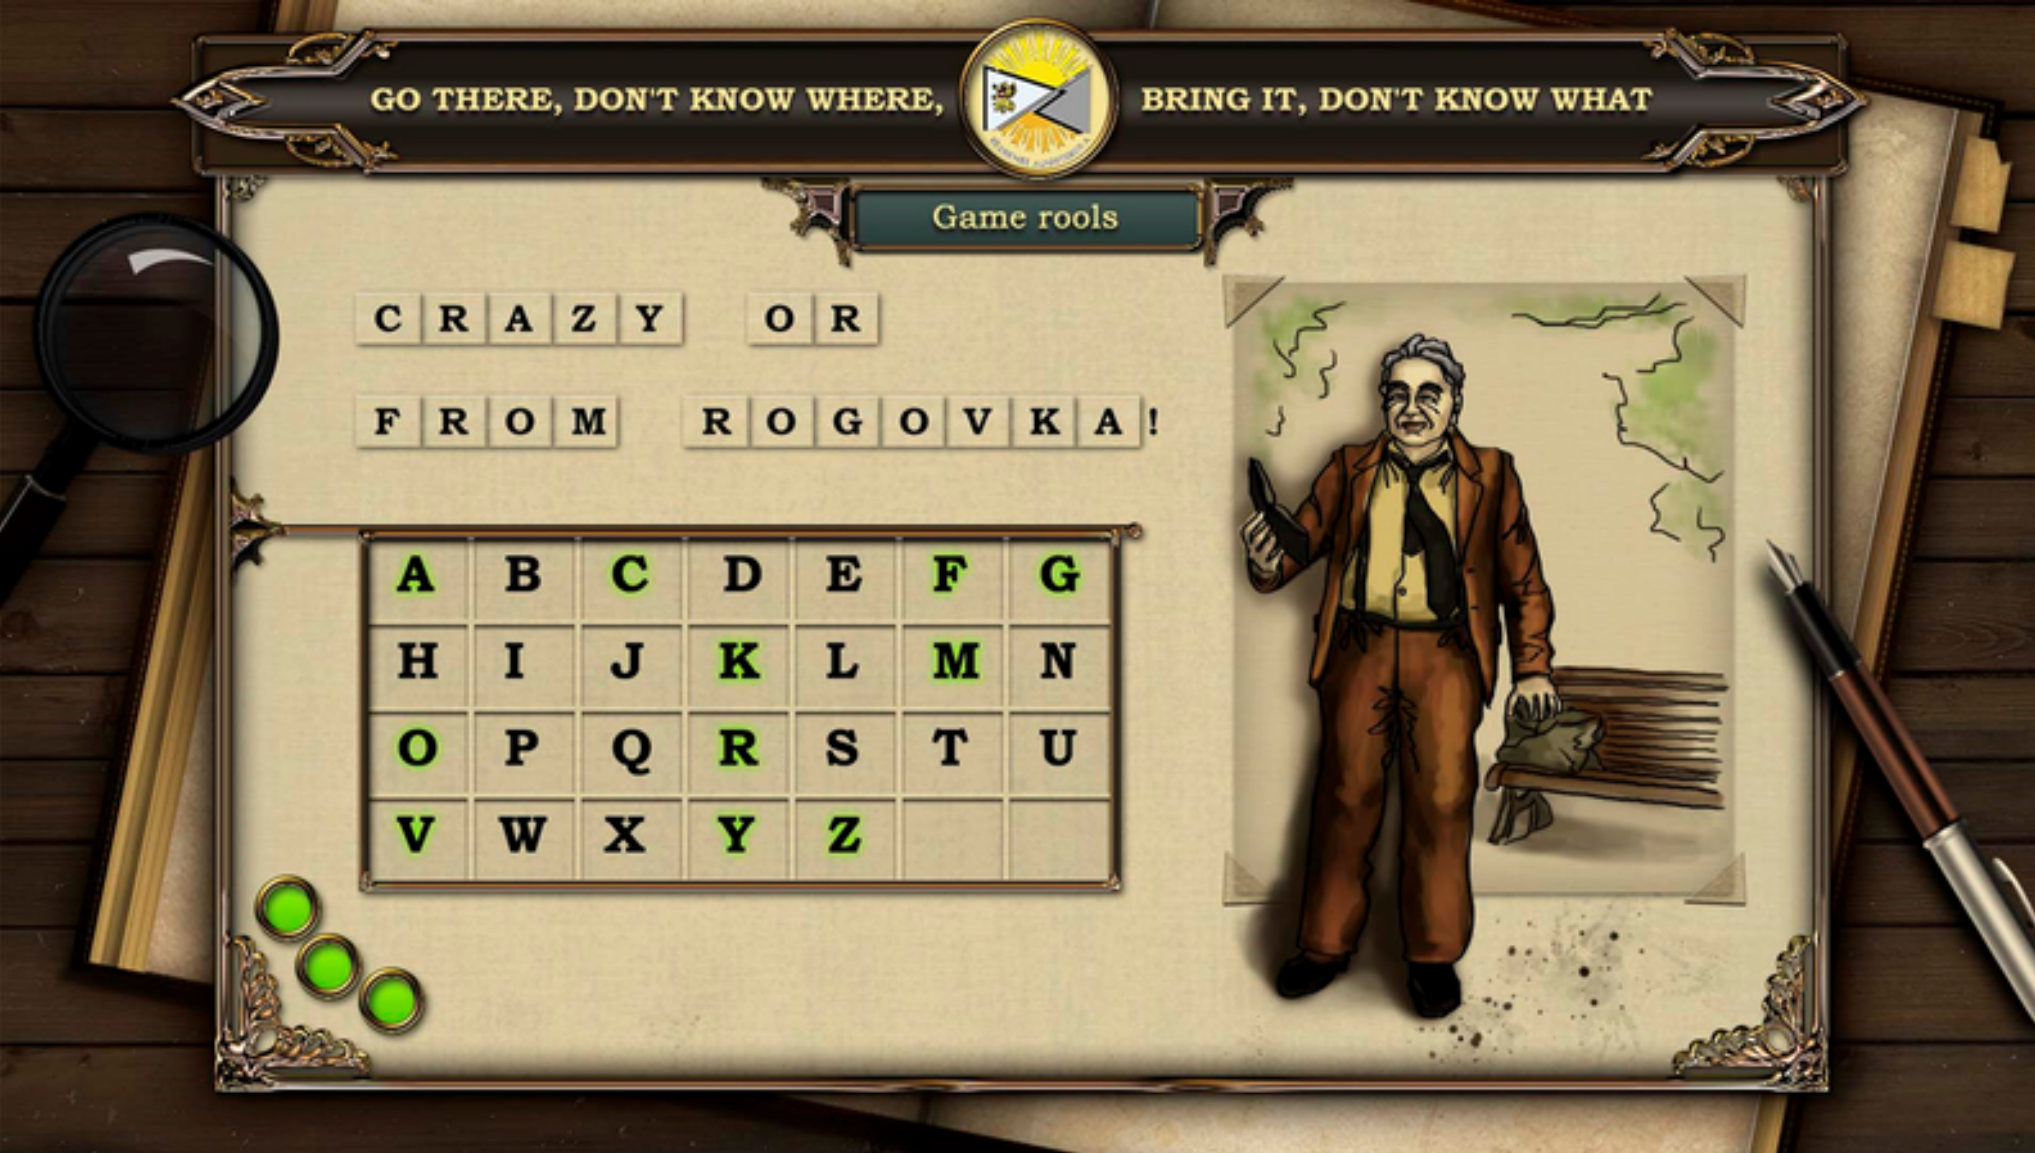 GO THERE, DON'T KNOW WHERE, BRING IT, DON'T KNOW WHAT
Game rools
CRAZY OR
FROM ROGOVKA!
A B C D E F G
H I J K L M N
O P Q R S T U
V W X Y Z